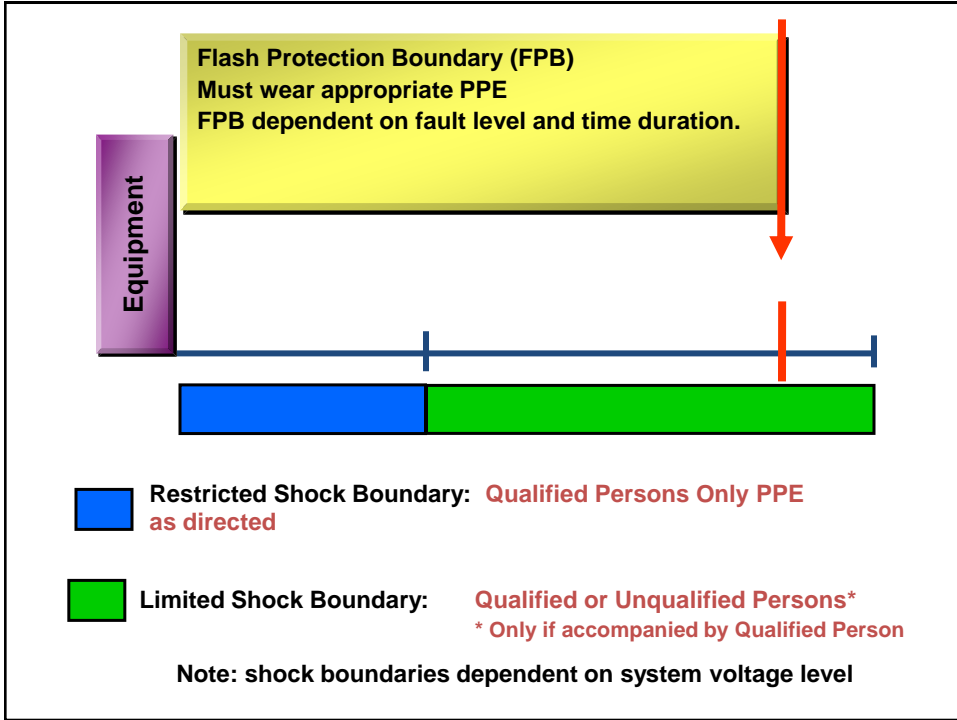 Flash Protection Boundary (FPB)
Must wear appropriate PPE
FPB dependent on fault level and time duration.
Equipment
Restricted Shock Boundary: Qualified Persons Only PPE
as directed
Limited Shock Boundary: Qualified or Unqualified Persons*
* Only if accompanied by Qualified Person
Note: shock boundaries dependent on system voltage level